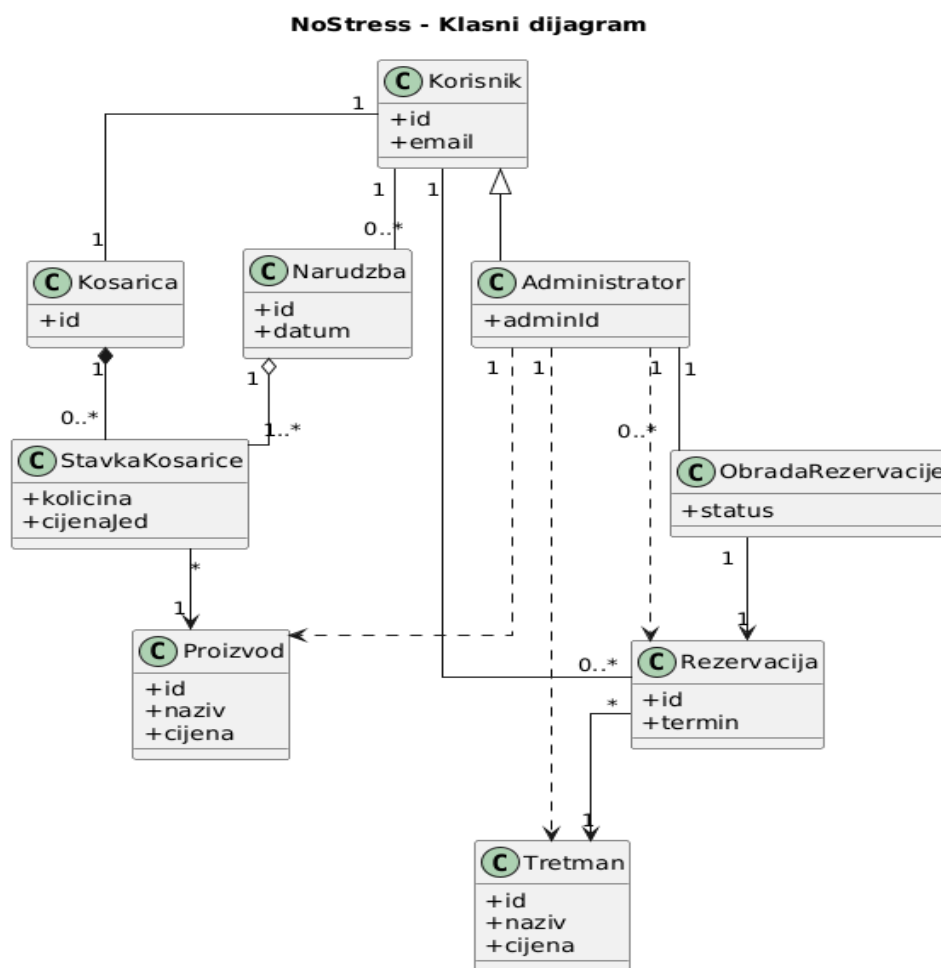 NoStress - Klasni dijagram
C Korisnik
+id
+email
1
1
1
1
0..*
C Kosarica
+id
C Narudzba
+id
+datum
C Administrator
+adminId
1
1
1
1
1
1
0..*
1..*
0..*
C StavkaKosarice
+kolicina
+cijenaJed
C ObradaRezervacije
+status
*
1
1
1
C Proizvod
+id
+naziv
+cijena
0..*
*
C Rezervacija
+id
+termin
1
C Tretman
+id
+naziv
+cijena